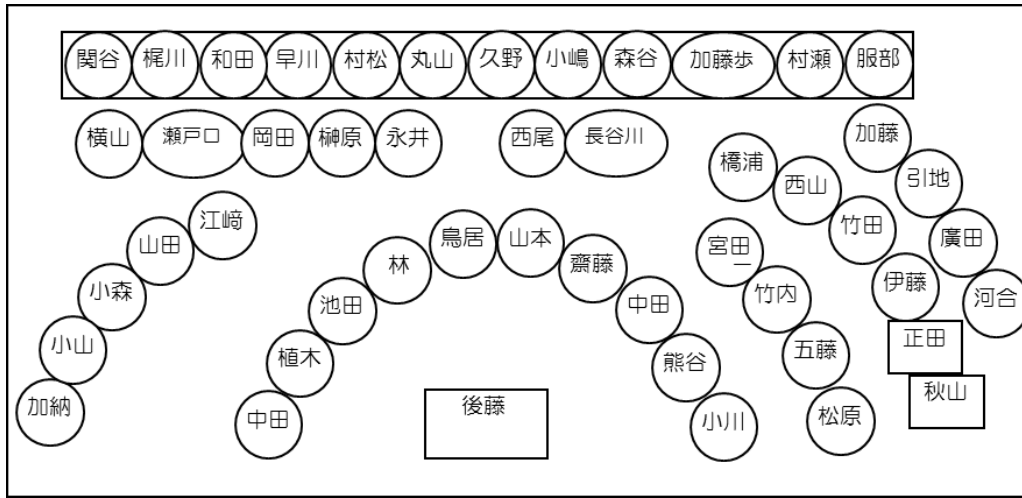 関谷 梶川 和田 早川 村松 丸山 久野 小嶋 森谷 加藤歩 村瀬 服部
横山 瀬戸口 岡田 榊原 永井 西尾 長谷川
加藤
引地
廣田
河合
橋浦
西山
竹田
伊藤
正田
秋山
江﨑
山田
小森
小山
加納
中田
植木
池田
林
鳥居
山本
齋藤
中田
熊谷
小川
宮田
竹内
五藤
松原
後藤